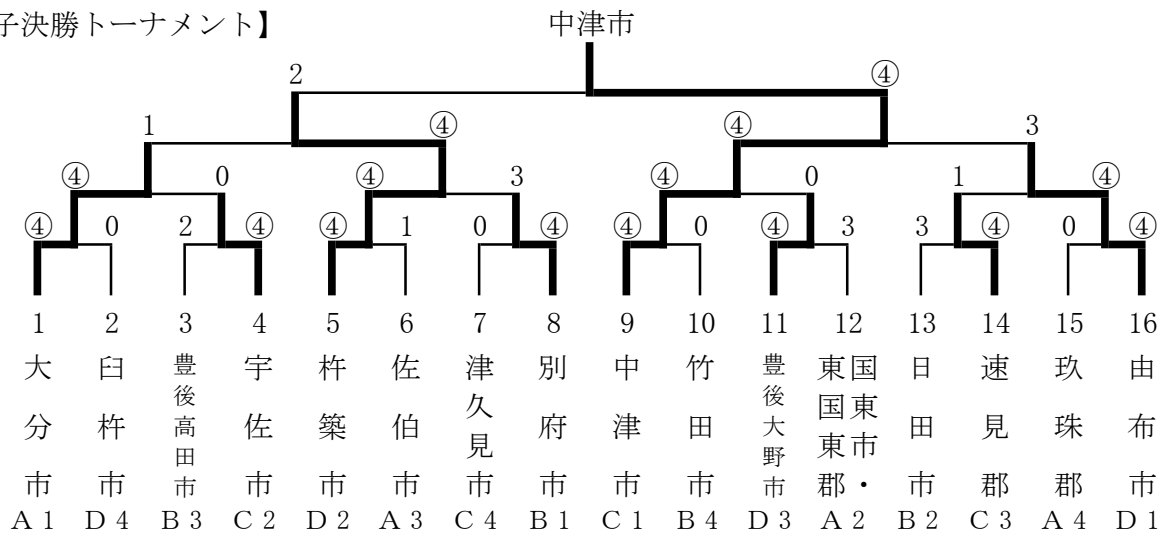 子決勝トーナメント】
中津市
2 ④
1 ④ ④ 3
④ 0 ④ 3 ④ 0 1 ④
④ 0 2 ④ ④ 1 0 ④ ④ 0 ④ 3 3 ④ 0 ④
1 2 3 4 5 6 7 8 9 10 11 12 13 14 15 16
大分市
臼杵市
豊後高田市
宇佐市
杵築市
佐伯市
津久見市
別府市
中津市
竹田市
豊後大野市
国東市・
東国東郡
日田市
速見郡
玖珠郡
由布市
A1 D4 B3 C2 D2 A3 C4 B1 C1 B4 D3 A2 B2 C3 A4 D1